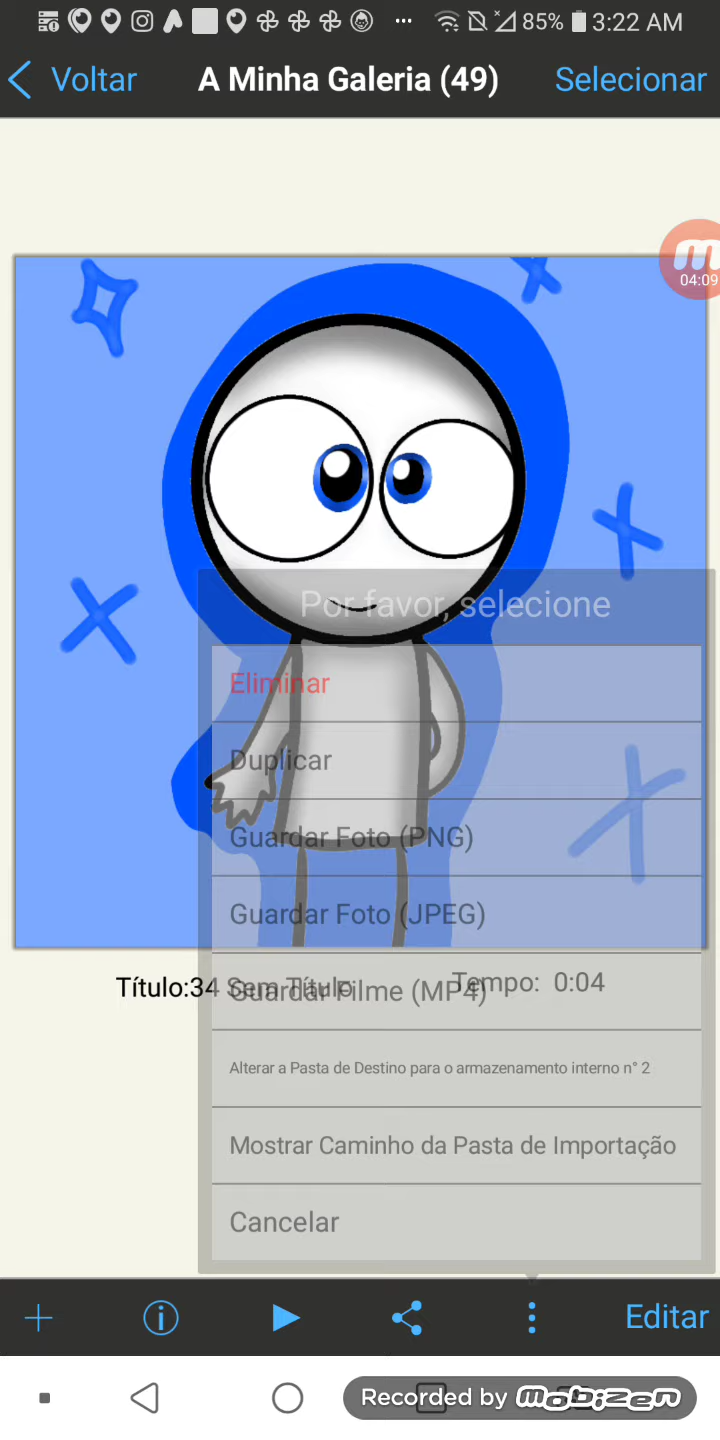 85% 3:22 AM
Voltar A Minha Galeria (49) Selecionar
04:09
Por favor, selecione
Eliminar
Duplicar
Guardar Foto (PNG)
Guardar Foto (JPEG)
Título:34 Sem Título Tempo: 0:04
Guardar Filme (MP4)
Alterar a Pasta de Destino para o armazenamento interno n° 2
Mostrar Caminho da Pasta de Importação
Cancelar
Editar
Recorded by mobizen